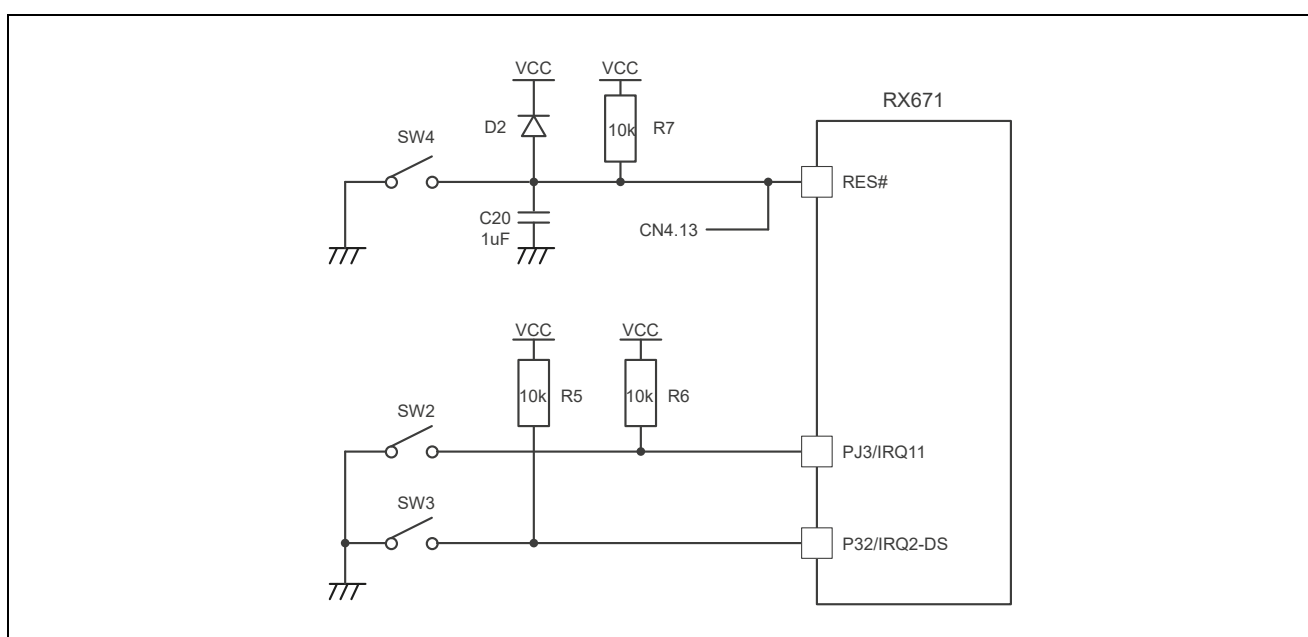 VCC
VCC
RX671
D2
10k
R7
SW4
RES#
C20
1uF
CN4.13
VCC
VCC
10k
R5
10k
R6
SW2
PJ3/IRQ11
SW3
P32/IRQ2-DS